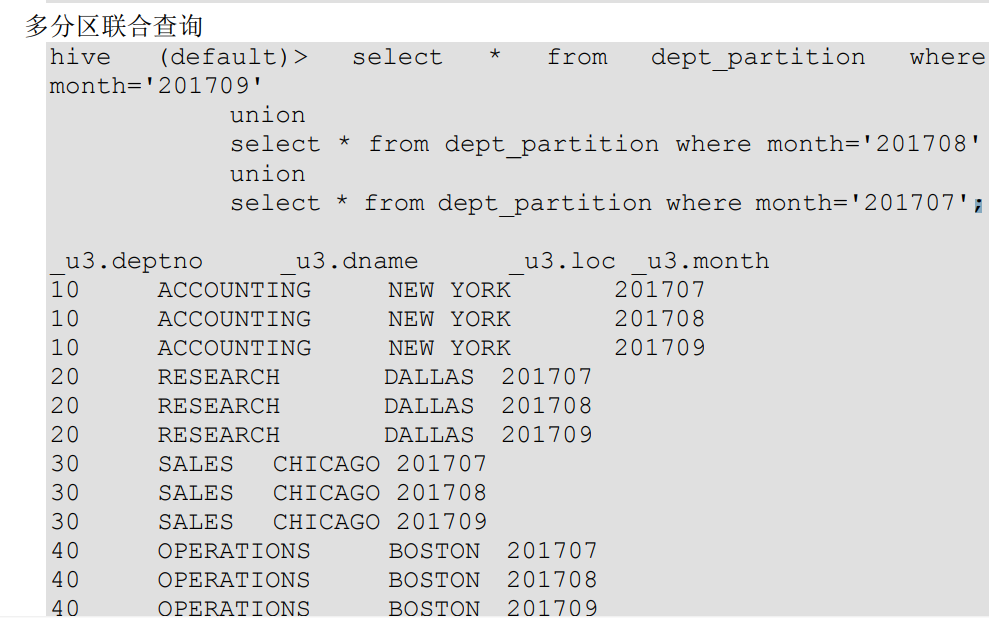 多分区联合查询
hive (default)> select * from dept_partition where
month='201709'
union
select * from dept_partition where month='201708'
union
select * from dept_partition where month='201707';
_u3.deptno _u3.dname _u3.loc _u3.month
10 ACCOUNTING NEW YORK 201707
10 ACCOUNTING NEW YORK 201708
10 ACCOUNTING NEW YORK 201709
20 RESEARCH DALLAS 201707
20 RESEARCH DALLAS 201708
20 RESEARCH DALLAS 201709
30 SALES CHICAGO 201707
30 SALES CHICAGO 201708
30 SALES CHICAGO 201709
40 OPERATIONS BOSTON 201707
40 OPERATIONS BOSTON 201708
40 OPERATIONS BOSTON 201709